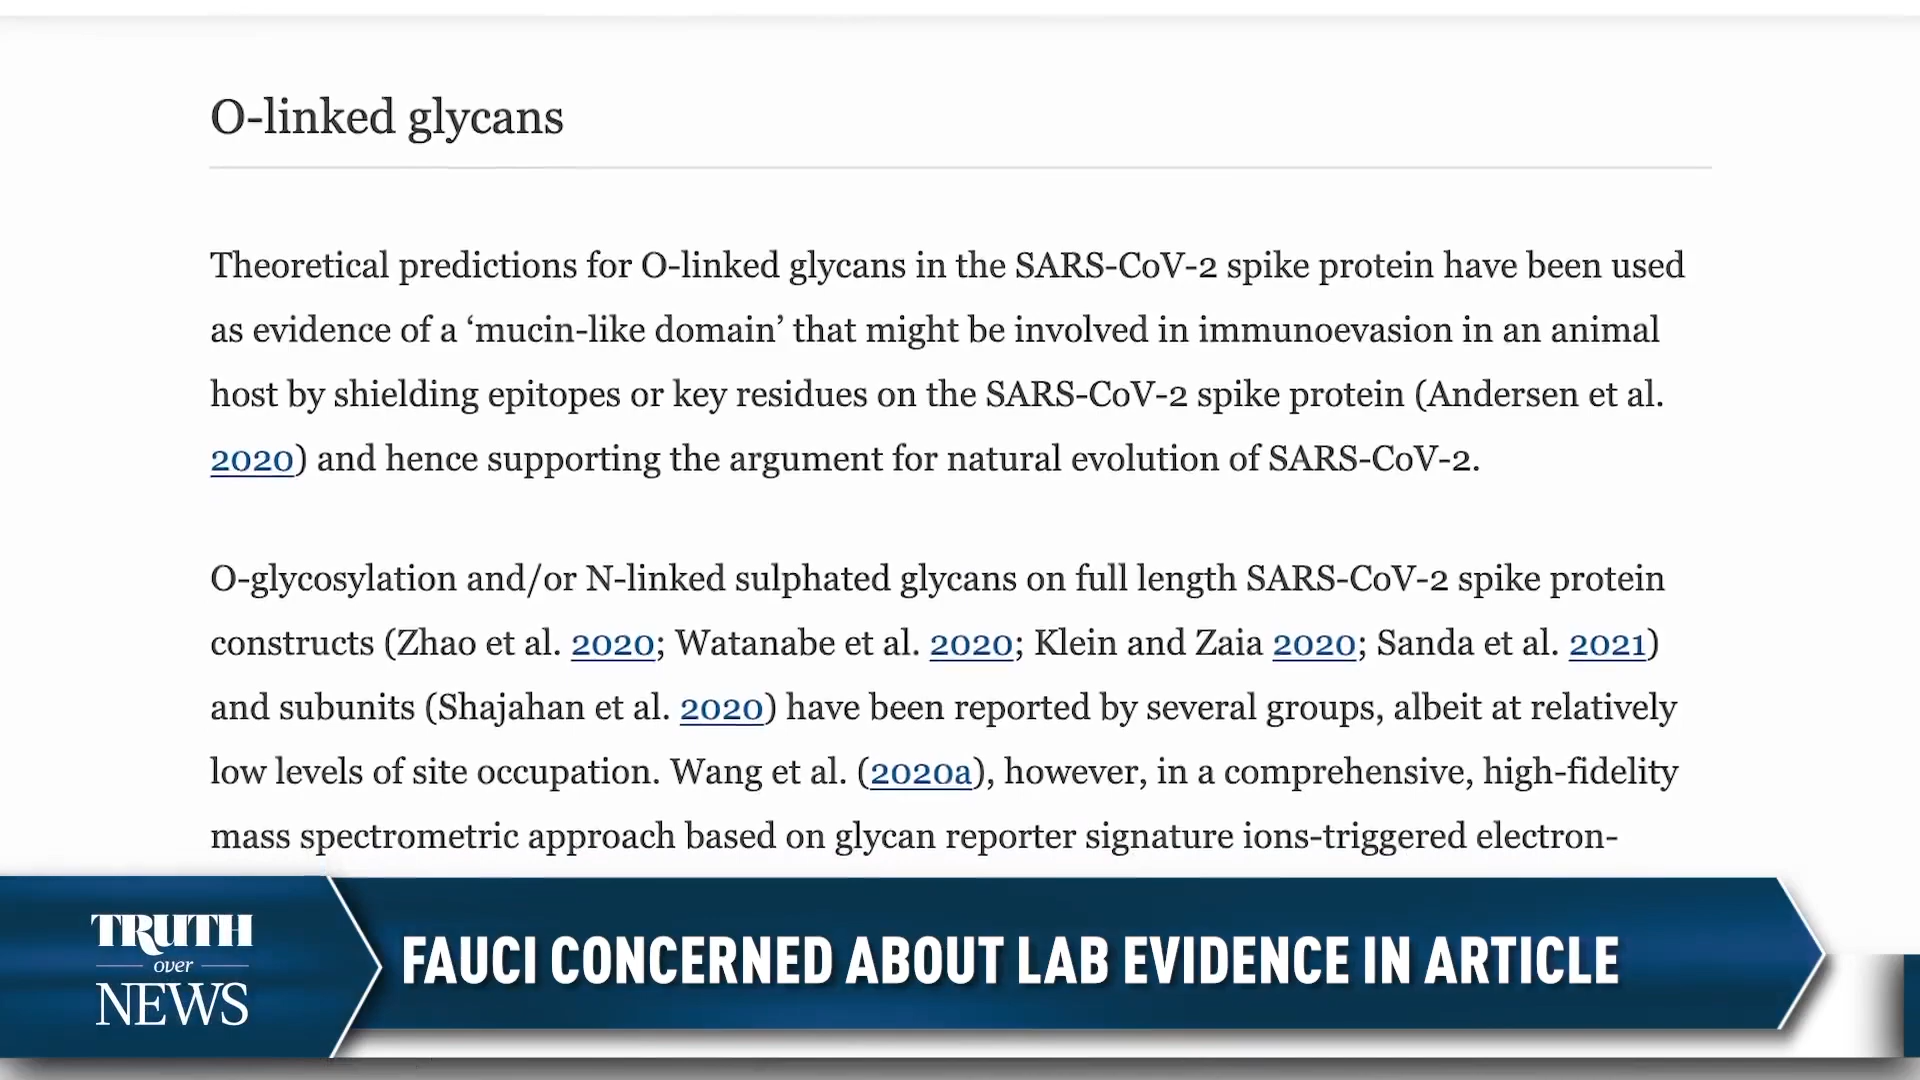 O-linked glycans
Theoretical predictions for O-linked glycans in the SARS-CoV-2 spike protein have been used
as evidence of a ‘mucin-like domain’ that might be involved in immunoevasion in an animal
host by shielding epitopes or key residues on the SARS-CoV-2 spike protein (Andersen et al.
2020) and hence supporting the argument for natural evolution of SARS-CoV-2.
O-glycosylation and/or N-linked sulphated glycans on full length SARS-CoV-2 spike protein
constructs (Zhao et al. 2020; Watanabe et al. 2020; Klein and Zaia 2020; Sanda et al. 2021)
and subunits (Shajahan et al. 2020) have been reported by several groups, albeit at relatively
low levels of site occupation. Wang et al. (2020a), however, in a comprehensive, high-fidelity
mass spectrometric approach based on glycan reporter signature ions-triggered electron-
TRUTH
over
NEWS
FAUCI CONCERNED ABOUT LAB EVIDENCE IN ARTICLE